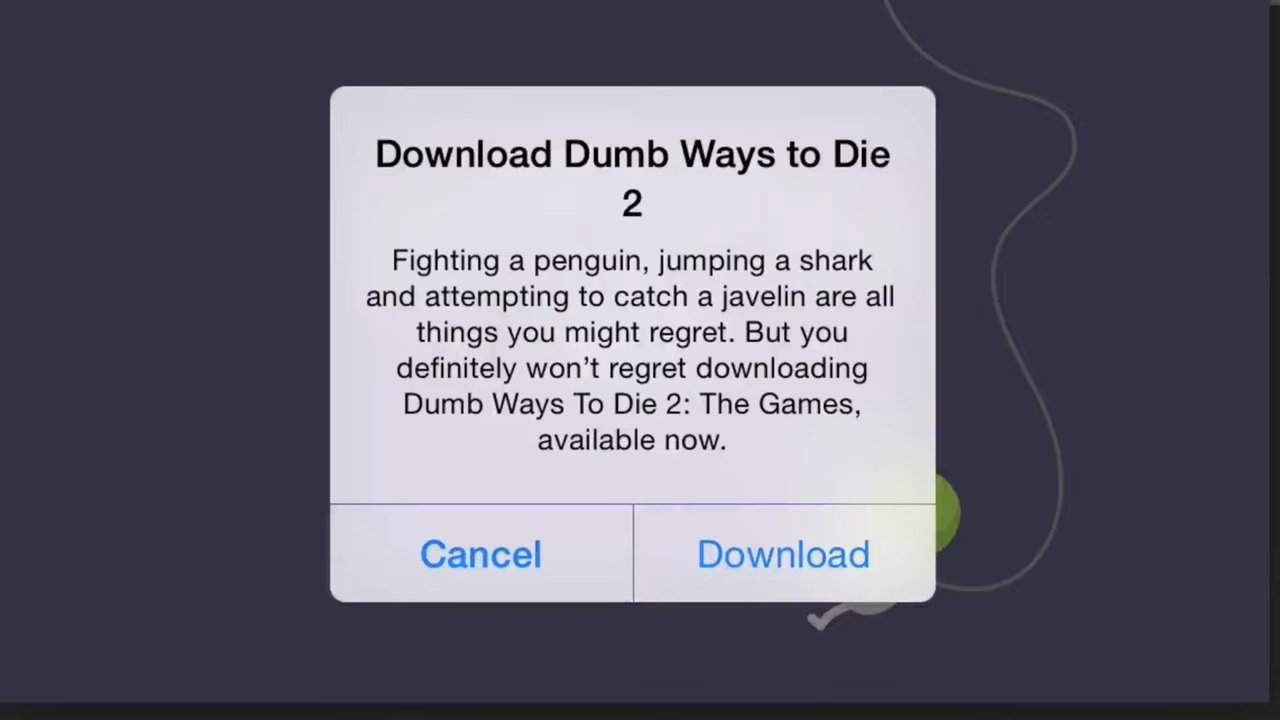 Download Dumb Ways to Die
2
Fighting a penguin, jumping a shark
and attempting to catch a javelin are all
things you might regret. But you
definitely won’t regret downloading
Dumb Ways To Die 2: The Games,
available now.
Cancel
Download